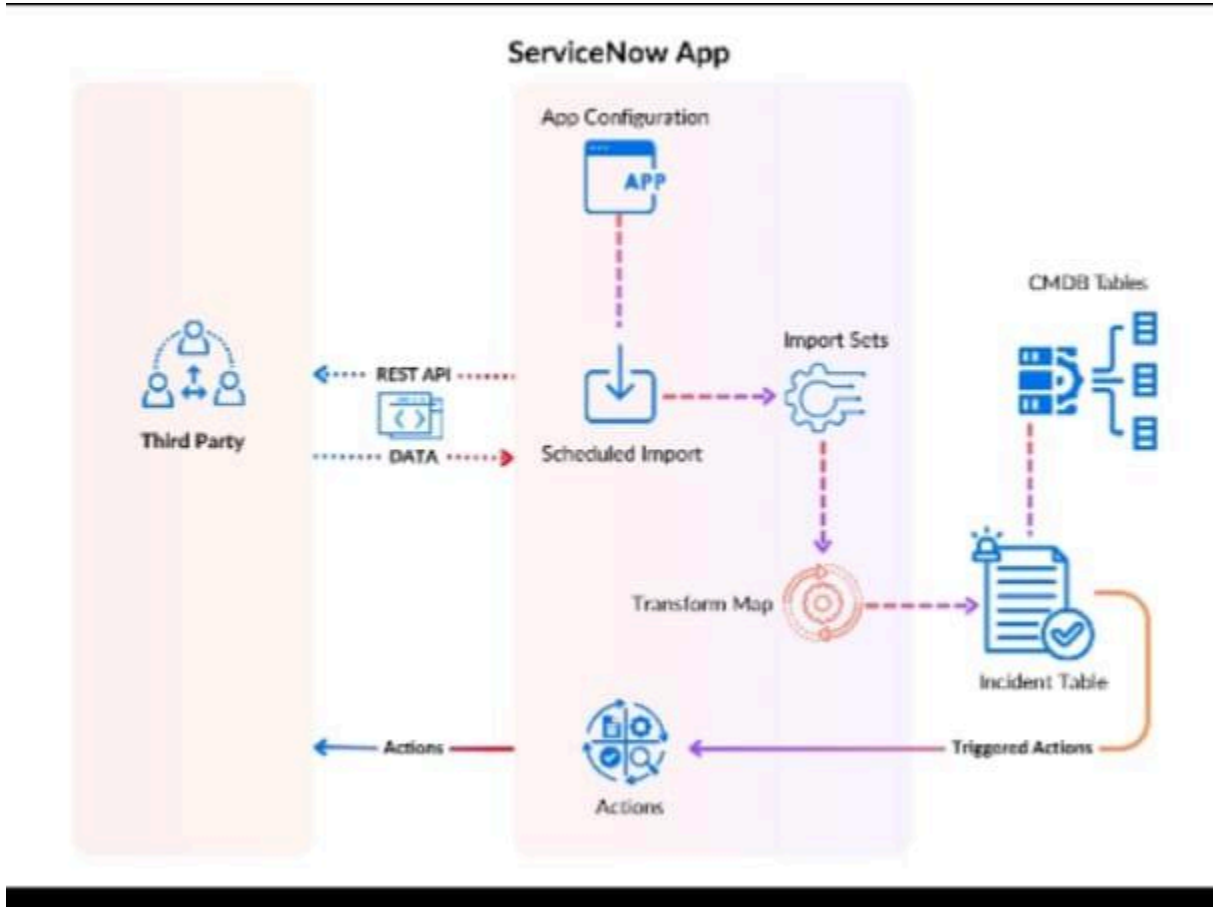 ServiceNow App
App Configuration
APP
CMDB Tables
Import Sets
REST API
Third Party
DATA
Scheduled Import
Transform Map
Incident Table
Actions
Triggered Actions
Actions